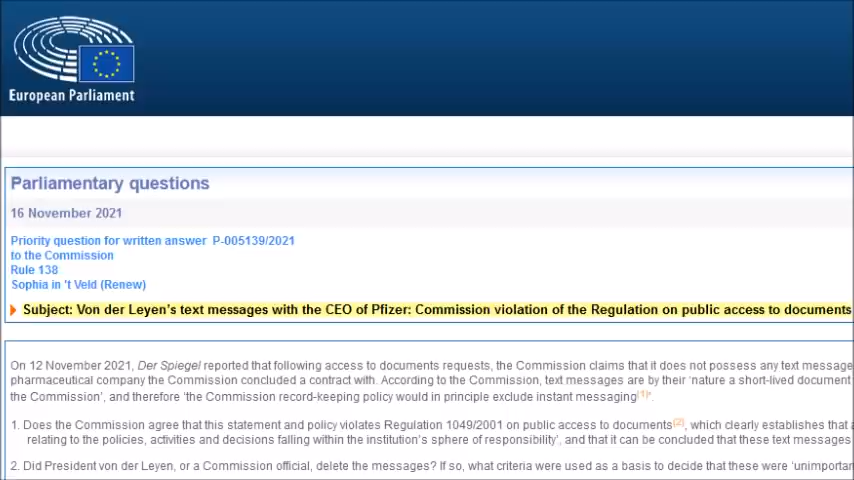 European Parliament
Parliamentary questions
16 November 2021
Priority question for written answer P-005139/2021
to the Commission
Rule 138
Sophia in 't Veld (Renew)
Subject: Von der Leyen's text messages with the CEO of Pfizer: Commission violation of the Regulation on public access to documents
On 12 November 2021, Der Spiegel reported that following access to documents requests, the Commission claims that it does not possess any text message
pharmaceutical company the Commission concluded a contract with. According to the Commission, text messages are by their 'nature a short-lived document
the Commission', and therefore 'the Commission record-keeping policy would in principle exclude instant messaging(1)'.
1. Does the Commission agree that this statement and policy violates Regulation 1049/2001 on public access to documents(2), which clearly establishes that a
relating to the policies, activities and decisions falling within the institution's sphere of responsibility', and that it can be concluded that these text messages
2. Did President von der Leyen, or a Commission official, delete the messages? If so, what criteria were used as a basis to decide that these were 'unimportan